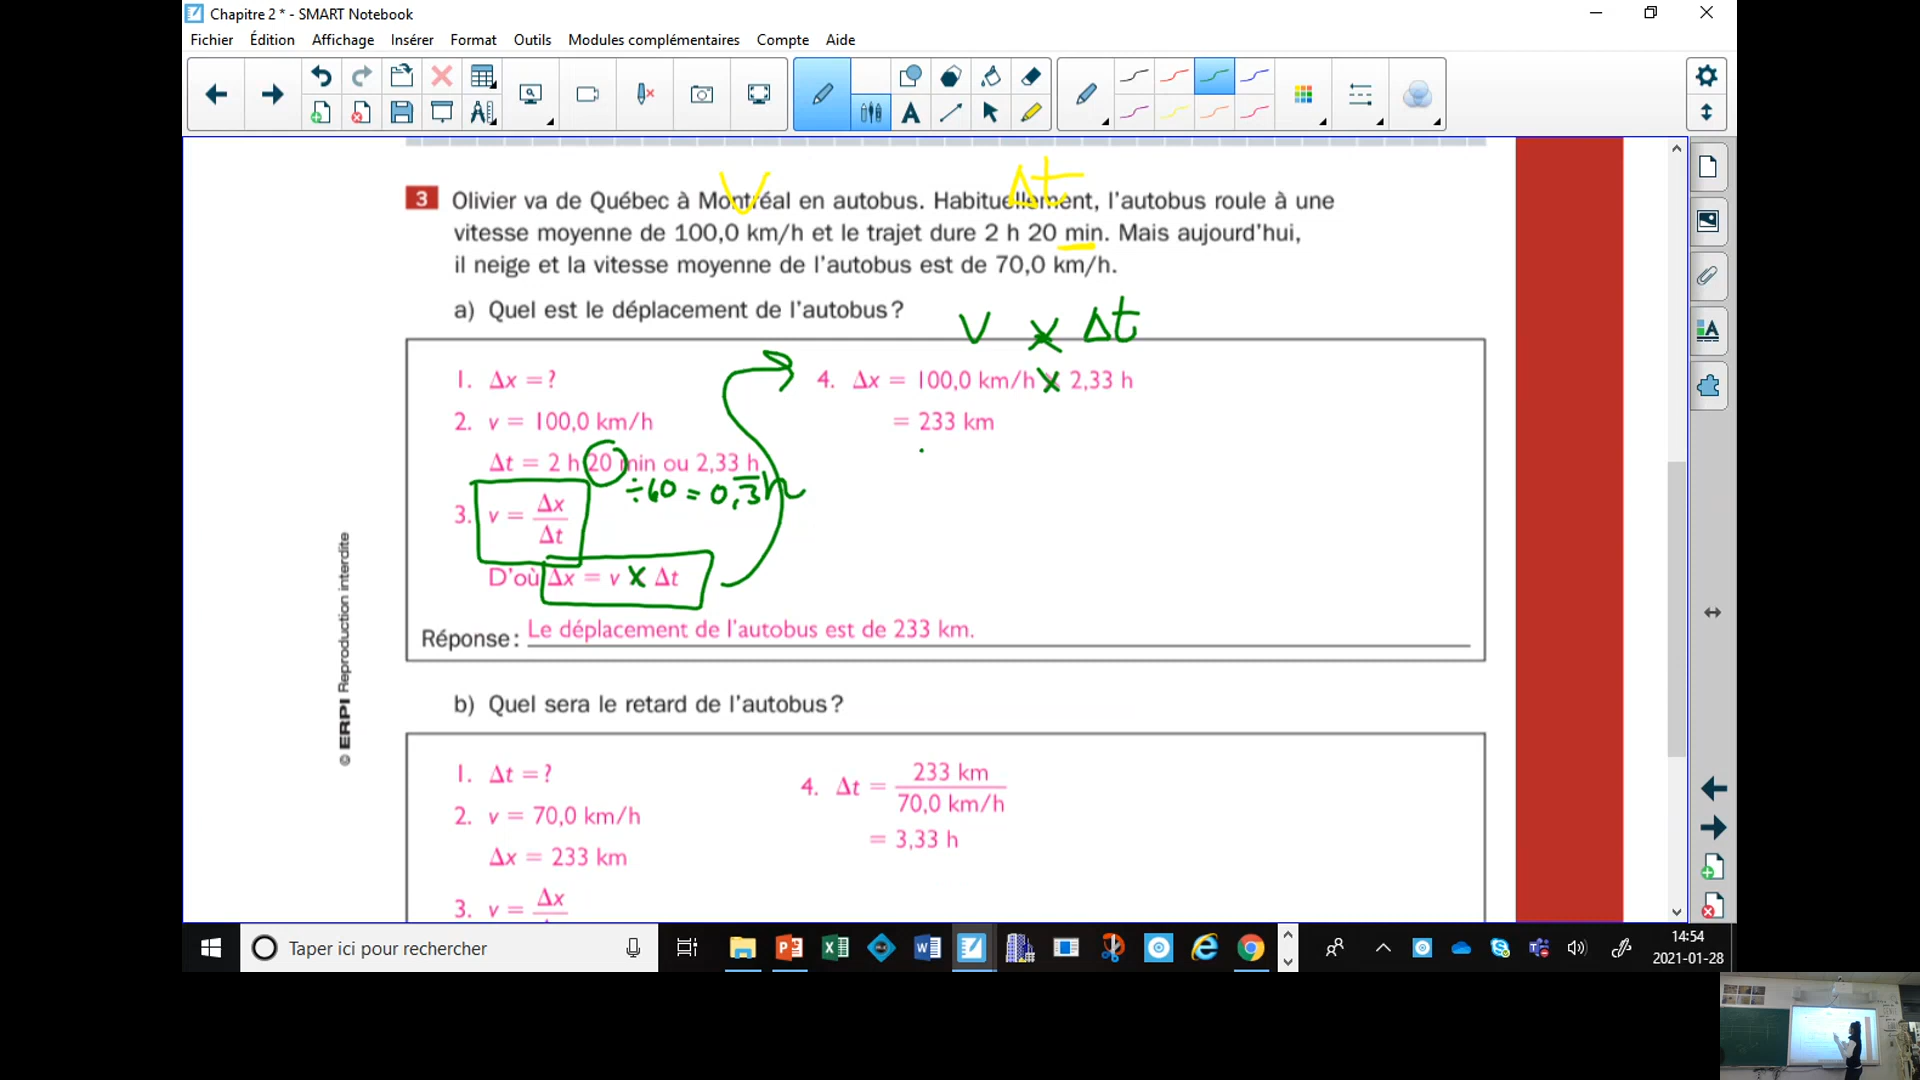 Chapitre 2 * - SMART Notebook
Fichier Édition Affichage Insérer Format Outils Modules complémentaires Compte Aide
V Δt
3 Olivier va de Québec à Montréal en autobus. Habituellement, l'autobus roule à une
vitesse moyenne de 100,0 km/h et le trajet dure 2 h 20 min. Mais aujourd'hui,
il neige et la vitesse moyenne de l'autobus est de 70,0 km/h.
a) Quel est le déplacement de l'autobus ?
V x Δt
1. Δx = ?
2. v = 100,0 km/h
Δt = 2 h 20 min ou 2,33 h
÷60 = 0,3̅ h
3. v = Δx / Δt
D'où Δx = v x Δt
4. Δx = 100,0 km/h x 2,33 h
= 233 km
Réponse : Le déplacement de l'autobus est de 233 km.
b) Quel sera le retard de l'autobus ?
1. Δt = ?
2. v = 70,0 km/h
Δx = 233 km
3. v = Δx
4. Δt = 233 km / 70,0 km/h
= 3,33 h
© ERPI Reproduction interdite
Taper ici pour rechercher
14:54
2021-01-28